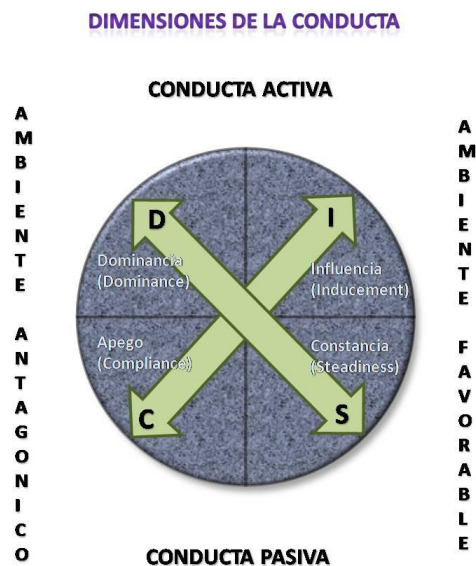 DIMENSIONES DE LA CONDUCTA
CONDUCTA ACTIVA
AMBIENTE ANTAGONICO
AMBIENTE FAVORABLE
D
I
Dominancia
(Dominance)
Influencia
(Inducement)
Apego
(Compliance)
Constancia
(Steadiness)
C
S
CONDUCTA PASIVA